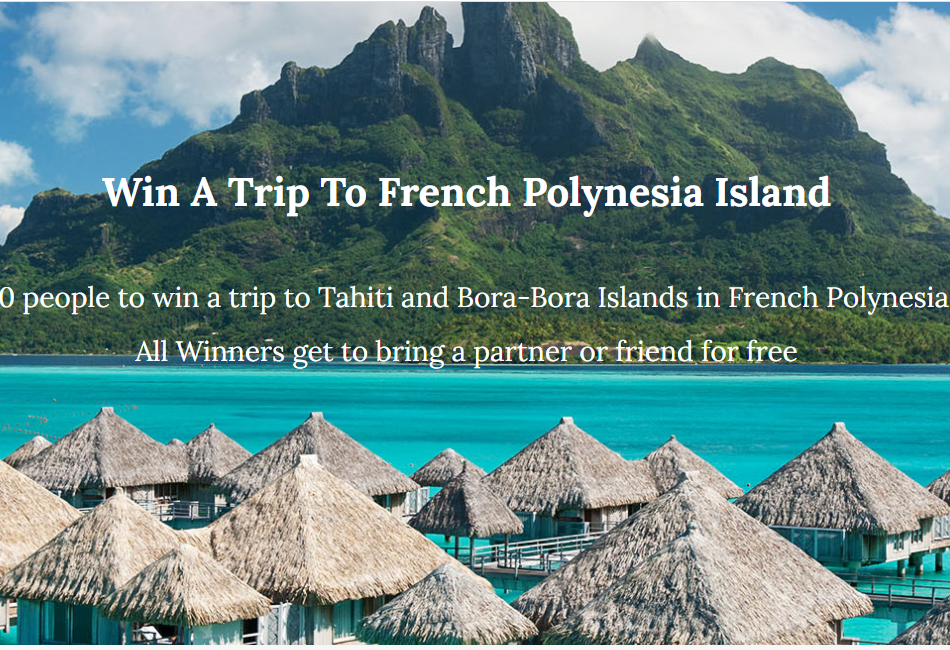 Win A Trip To French Polynesia Island
0 people to win a trip to Tahiti and Bora-Bora Islands in French Polynesia
All Winners get to bring a partner or friend for free